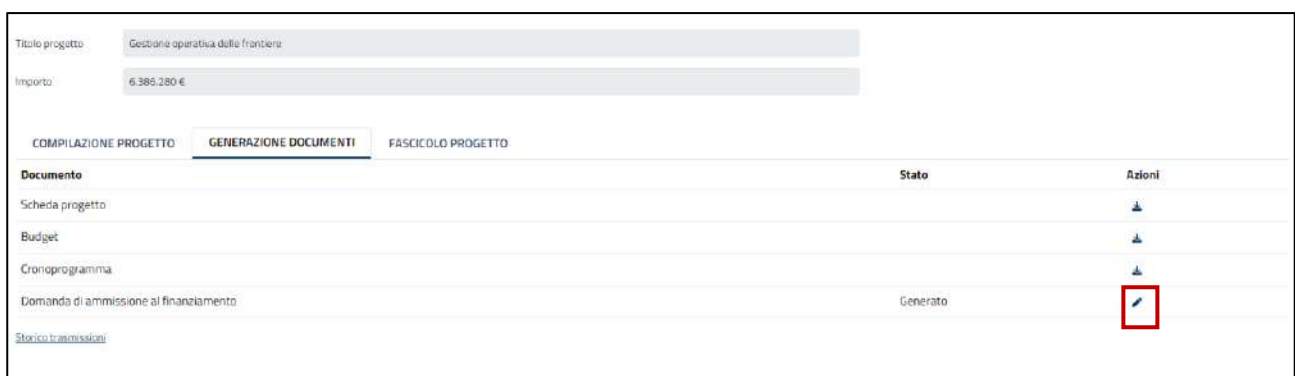 Titolo progetto Gestione operativa delle frontiere
Importo 6.386.280 €
COMPILAZIONE PROGETTO GENERAZIONE DOCUMENTI FASCICOLO PROGETTO
Documento Stato Azioni
Scheda progetto
Budget
Cronoprogramma
Domanda di ammissione al finanziamento Generato
Storico trasmissioni